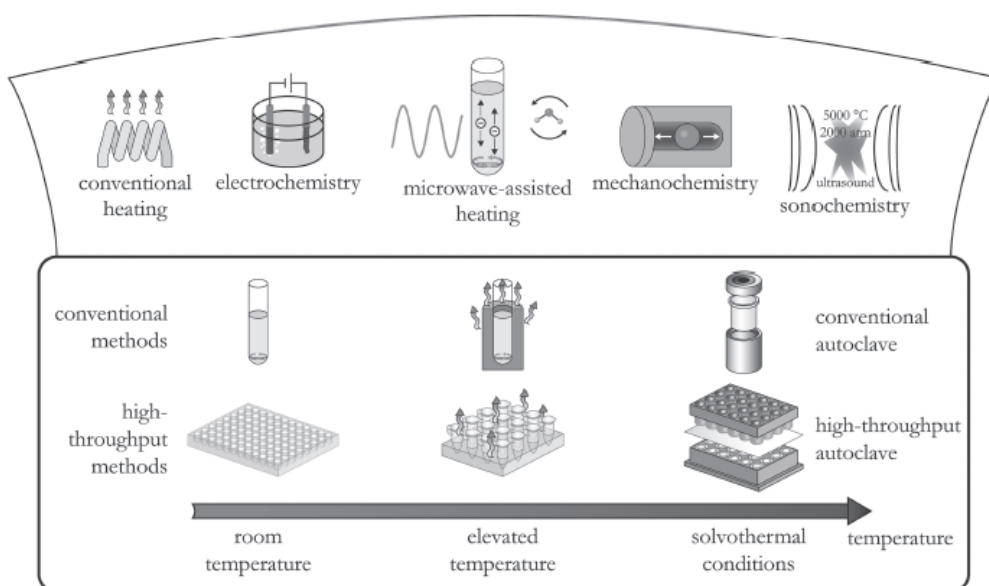 conventional
heating
electrochemistry
microwave-assisted
heating
mechanochemistry
5000 °C
2000 atm
ultrasound
sonochemistry
conventional
methods
conventional
autoclave
high-
throughput
methods
high-throughput
autoclave
room
temperature
elevated
temperature
solvothermal
conditions
temperature